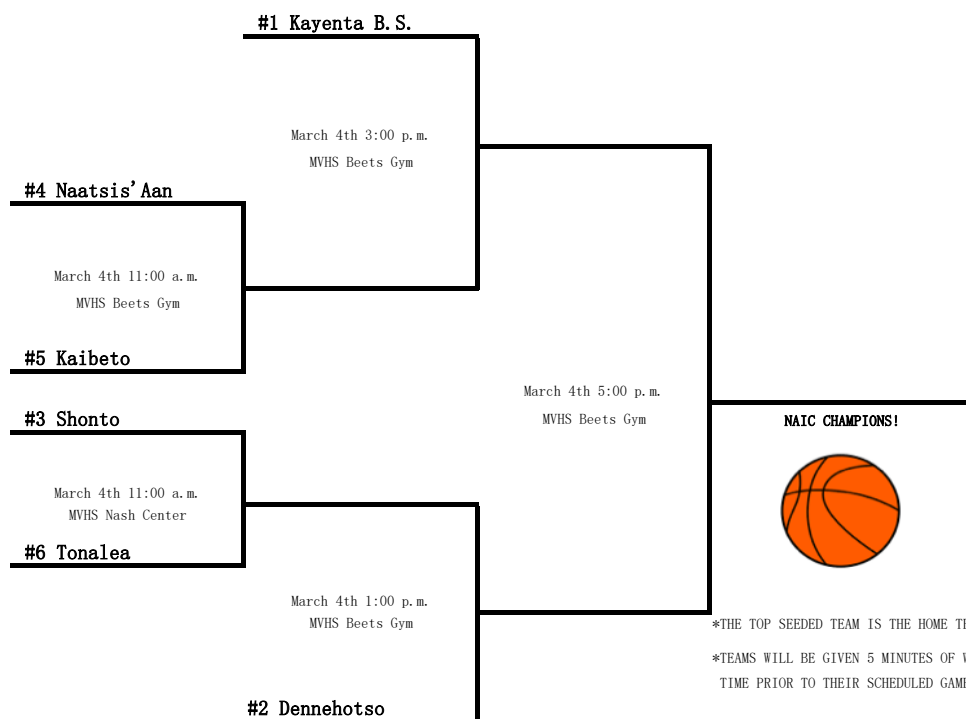 #1 Kayenta B.S.
March 4th 3:00 p.m.
MVHS Beets Gym
#4 Naatsis'Aan
March 4th 11:00 a.m.
MVHS Beets Gym
#5 Kaibeto
March 4th 5:00 p.m.
MVHS Beets Gym
#3 Shonto
NAIC CHAMPIONS!
March 4th 11:00 a.m.
MVHS Nash Center
#6 Tonalea
March 4th 1:00 p.m.
MVHS Beets Gym
*THE TOP SEEDED TEAM IS THE HOME
*TEAMS WILL BE GIVEN 5 MINUTES OF
TIME PRIOR TO THEIR SCHEDULED GAME
#2 Dennehotso